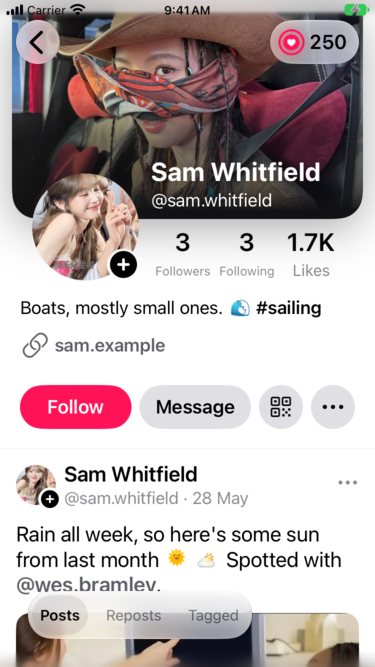 Carrier
9:41 AM
250
Sam Whitfield
@sam.whitfield
3 3 1.7K
Followers Following Likes
Boats, mostly small ones. 🌊 #sailing
sam.example
Follow Message
Sam Whitfield
@sam.whitfield · 28 May
Rain all week, so here's some sun
from last month 🌞 ⛅ Spotted with
@wes.bramley.
Posts Reposts Tagged